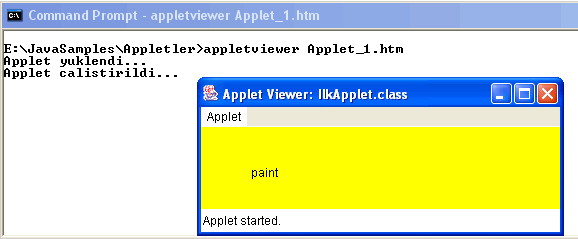 Command Prompt - appletviewer Applet_1.htm
E:\JavaSamples\Appletler>appletviewer Applet_1.htm
Applet yuklendi...
Applet calistirildi...
Applet Viewer: IlkApplet.class
Applet
paint
Applet started.